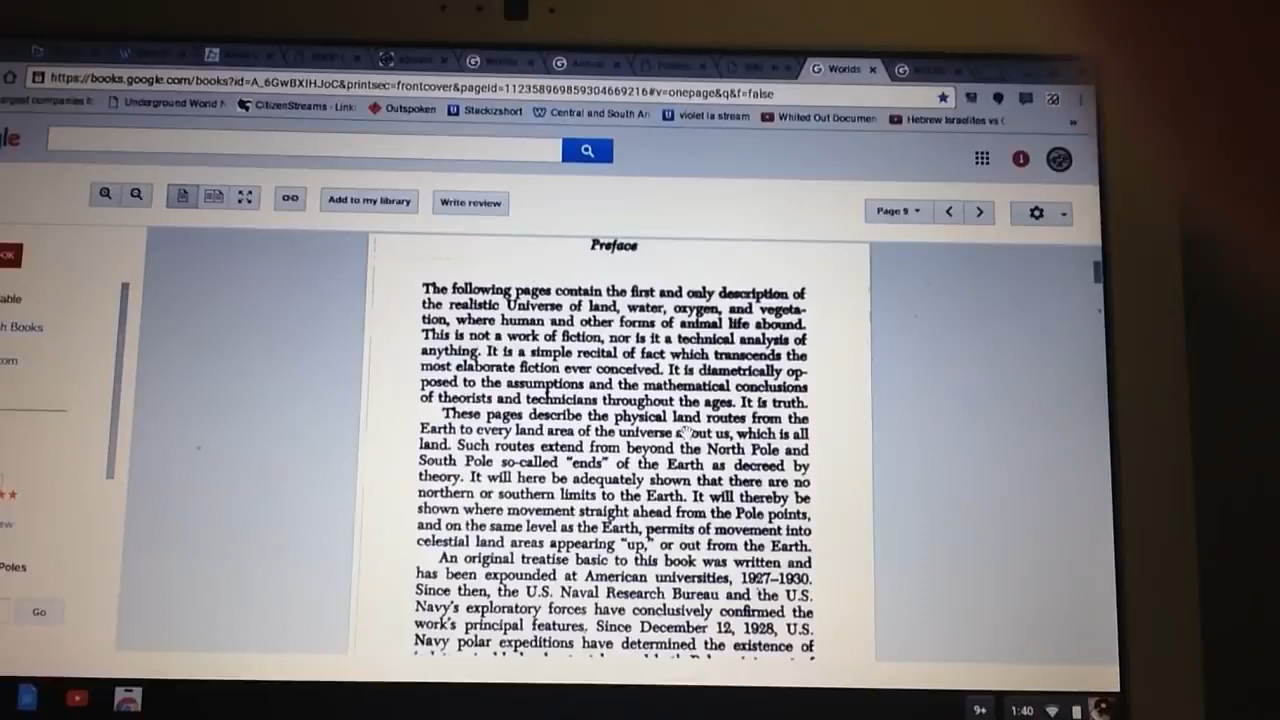 Worlds
https://books.google.com/books?id=A_6GwBXIHJoC&printsec=frontcover&pageId=112358969859304669216#v=onepage&q&f=false
Underground World
CitizenStreams - Link
Outspoken
Stackizshort
Central and South An
violet la stream
Whited Out Documen
Hebrew Israelites vs
»
le
1
Add to my library
Write review
Page 9
Preface
The following pages contain the first and only description of
the realistic Universe of land, water, oxygen, and vegeta-
tion, where human and other forms of animal life abound.
This is not a work of fiction, nor is it a technical analysis of
anything. It is a simple recital of fact which transcends the
most elaborate fiction ever conceived. It is diametrically op-
posed to the assumptions and the mathematical conclusions
of theorists and technicians throughout the ages. It is truth.
These pages describe the physical land routes from the
Earth to every land area of the universe about us, which is all
land. Such routes extend from beyond the North Pole and
South Pole so-called "ends" of the Earth as decreed by
theory. It will here be adequately shown that there are no
northern or southern limits to the Earth. It will thereby be
shown where movement straight ahead from the Pole points,
and on the same level as the Earth, permits of movement into
celestial land areas appearing "up," or out from the Earth.
An original treatise basic to this book was written and
has been expounded at American universities, 1927–1930.
Since then, the U.S. Naval Research Bureau and the U.S.
Navy's exploratory forces have conclusively confirmed the
work's principal features. Since December 12, 1928, U.S.
Navy polar expeditions have determined the existence of
OK
able
h Books
com
ew
Poles
Go
9+
1:40